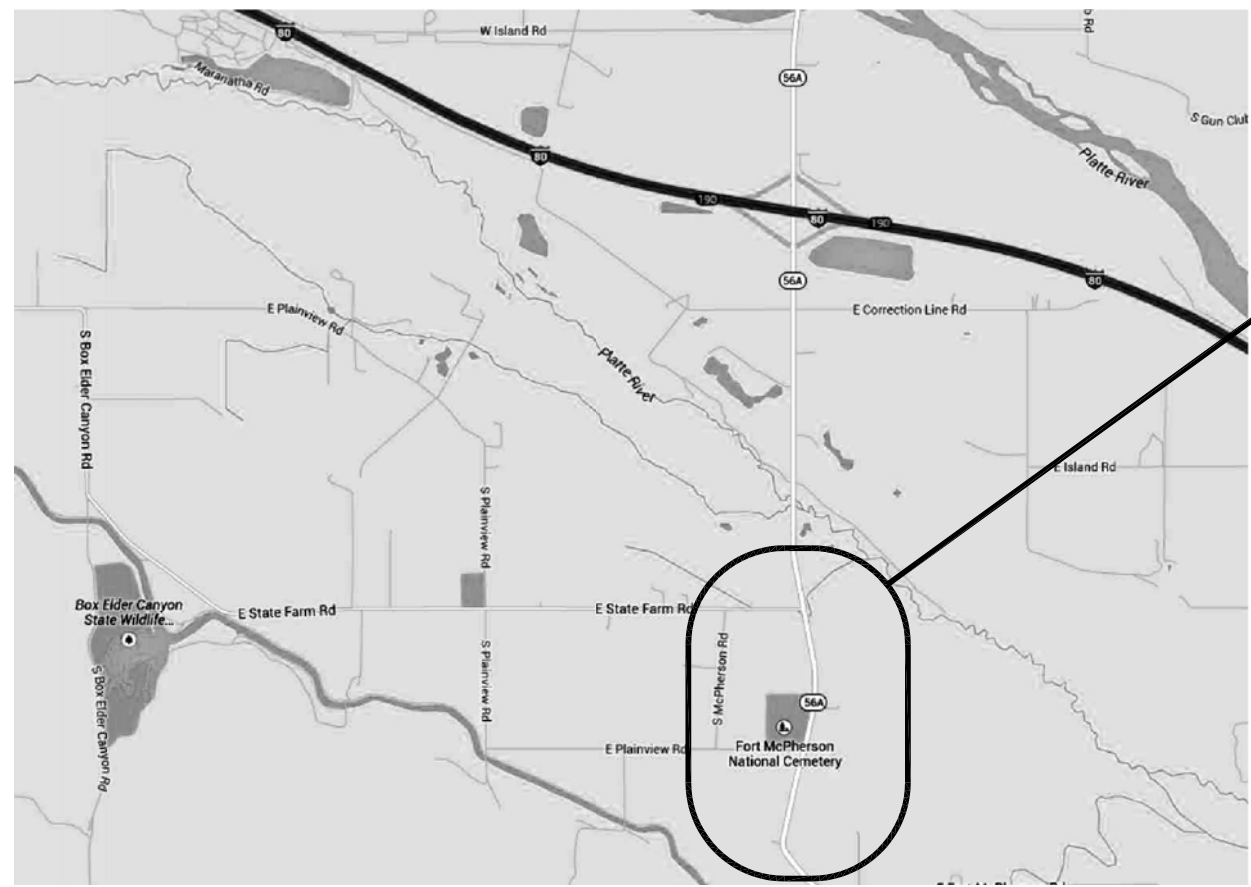 80
W Island Rd
Maranatha Rd
56A
S Gun Club
Platte River
80
190
80
190
56A
80
E Correction Line Rd
E Plainview Rd
S Box Elder Canyon Rd
Platte River
E Island Rd
S Plainview Rd
Box Elder Canyon
State Wildlife...
E State Farm Rd
E State Farm Rd
S Plainview Rd
S McPherson Rd
S Box Elder Canyon Rd
56A
E Plainview Rd
Fort McPherson
National Cemetery